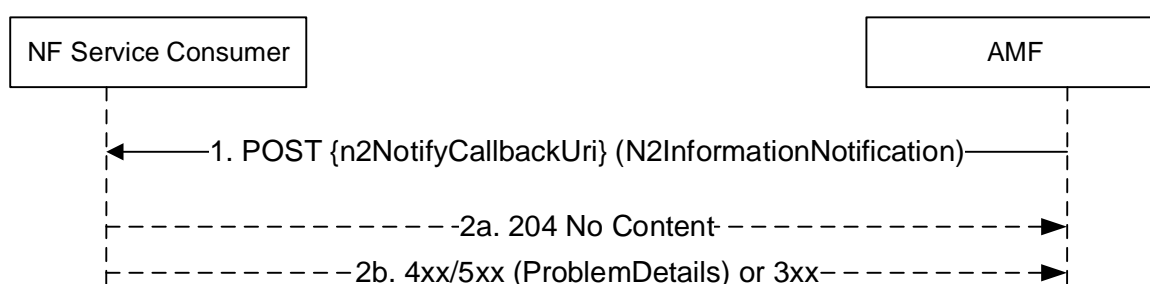 NF Service Consumer
AMF
1. POST {n2NotifyCallbackUri} (N2InformationNotification)
2a. 204 No Content
2b. 4xx/5xx (ProblemDetails) or 3xx